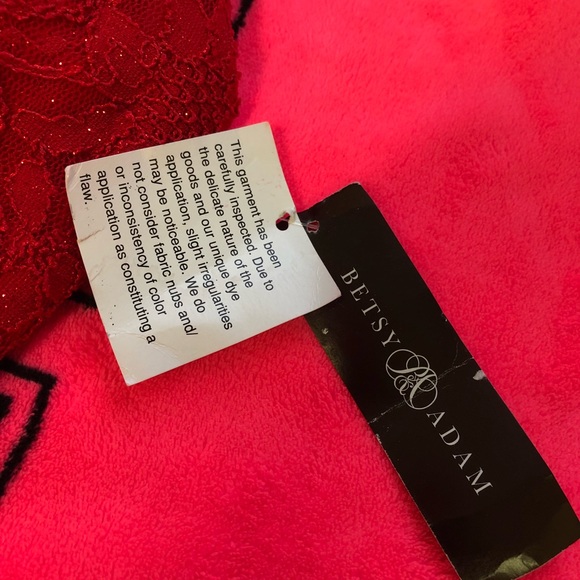 This garment has been
carefully inspected. Due to
the delicate nature of the
goods and our unique dye
application, slight irregularities
may be noticeable. We do
not consider fabric nubs and/
or inconsistency of color
application as constituting a
flaw.
BETSY & ADAM